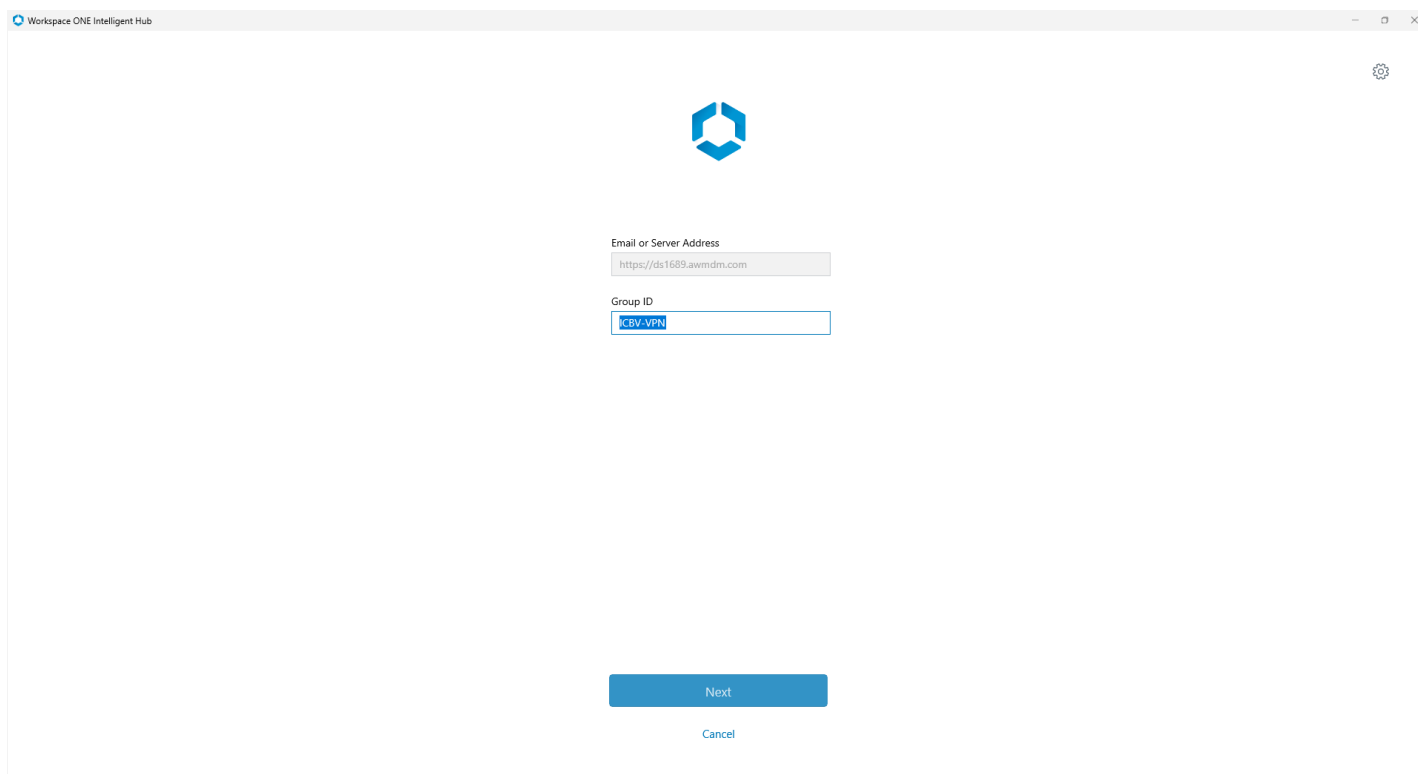 Workspace ONE Intelligent Hub
Email or Server Address
https://ds1689.awmdm.com
Group ID
ICBV-VPN
Next
Cancel